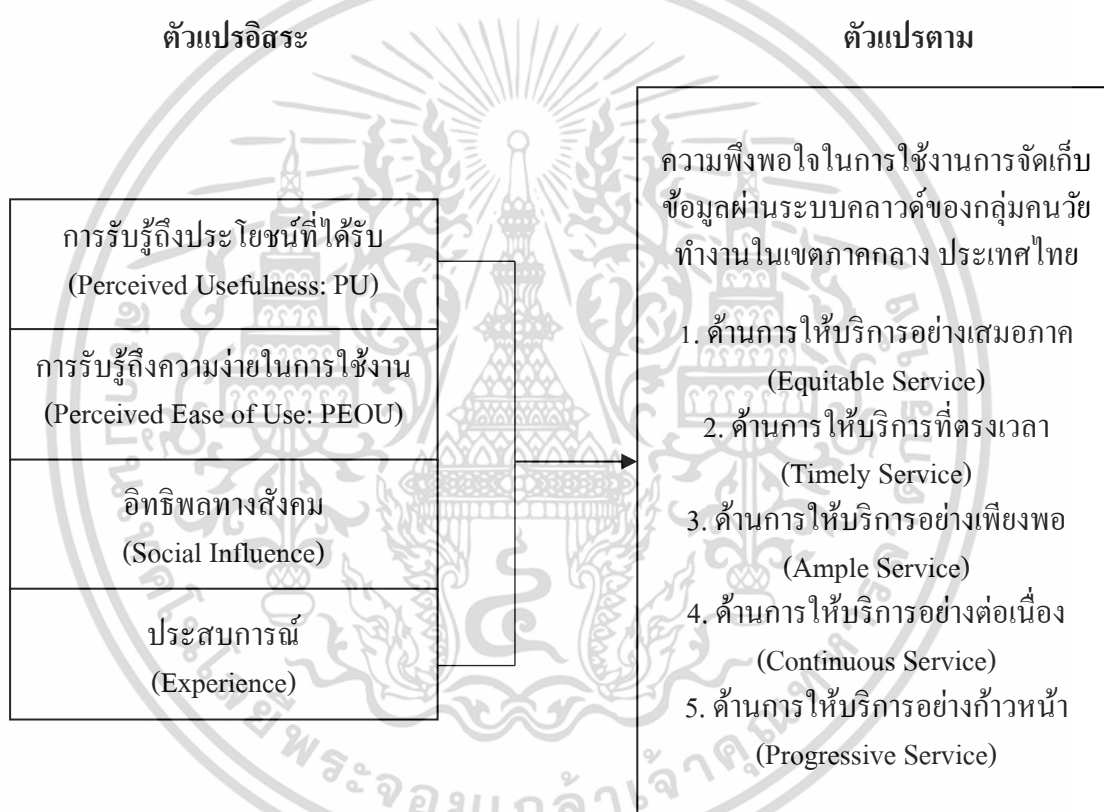 ตัวแปรอิสระ
ตัวแปรตาม
การรับรู้ถึงประโยชน์ที่ได้รับ
(Perceived Usefulness: PU)
การรับรู้ถึงความง่ายในการใช้งาน
(Perceived Ease of Use: PEOU)
อิทธิพลทางสังคม
(Social Influence)
ประสบการณ์
(Experience)
ความพึงพอใจในการใช้งานการจัดเก็บ
ข้อมูลผ่านระบบคลาวด์ของกลุ่มคนวัย
ทำงานในเขตภาคกลาง ประเทศไทย
1. ด้านการให้บริการอย่างเสมอภาค
(Equitable Service)
2. ด้านการให้บริการที่ตรงเวลา
(Timely Service)
3. ด้านการให้บริการอย่างเพียงพอ
(Ample Service)
4. ด้านการให้บริการอย่างต่อเนื่อง
(Continuous Service)
5. ด้านการให้บริการอย่างก้าวหน้า
(Progressive Service)